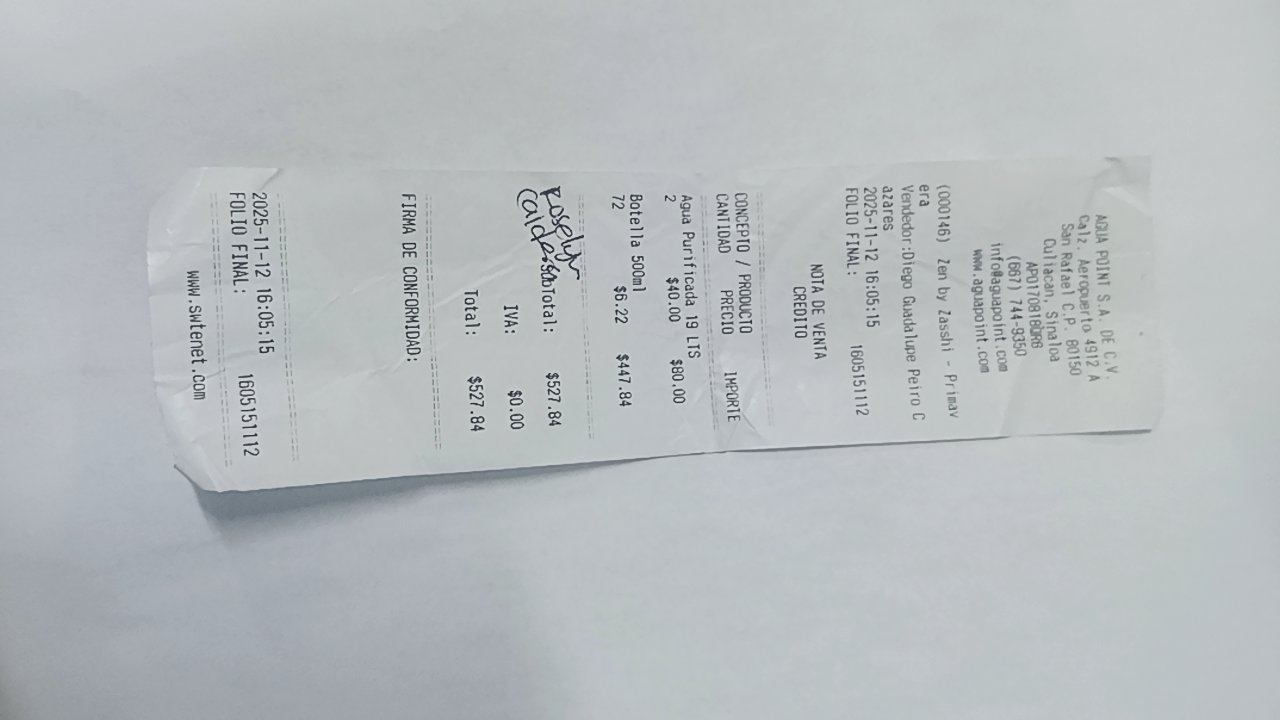 AGUA POINT S.A. DE C.V.
Calz. Aeropuerto 4912 A
San Rafael C.P. 80150
Culiacan, Sinaloa
(667) 744-9350
info@aguapoint.com
www.aguapoint.com
(000146) Zen by Zasshi - Primav
era
Vendedor:Diego Guadalupe Peiro C
azares
2025-11-12 16:05:15
FOLIO FINAL: 1605151112
NOTA DE VENTA
CREDITO
CONCEPTO / PRODUCTO
CANTIDAD PRECIO IMPORTE
Agua Purificada 19 LTS
2 $40.00 $80.00
Botella 500ml
72 $6.22 $447.84
Roselyn
Subtotal: $527.84
IVA: $0.00
Total: $527.84
FIRMA DE CONFORMIDAD:
2025-11-12 16:05:15
FOLIO FINAL: 1605151112
www.swtenet.com